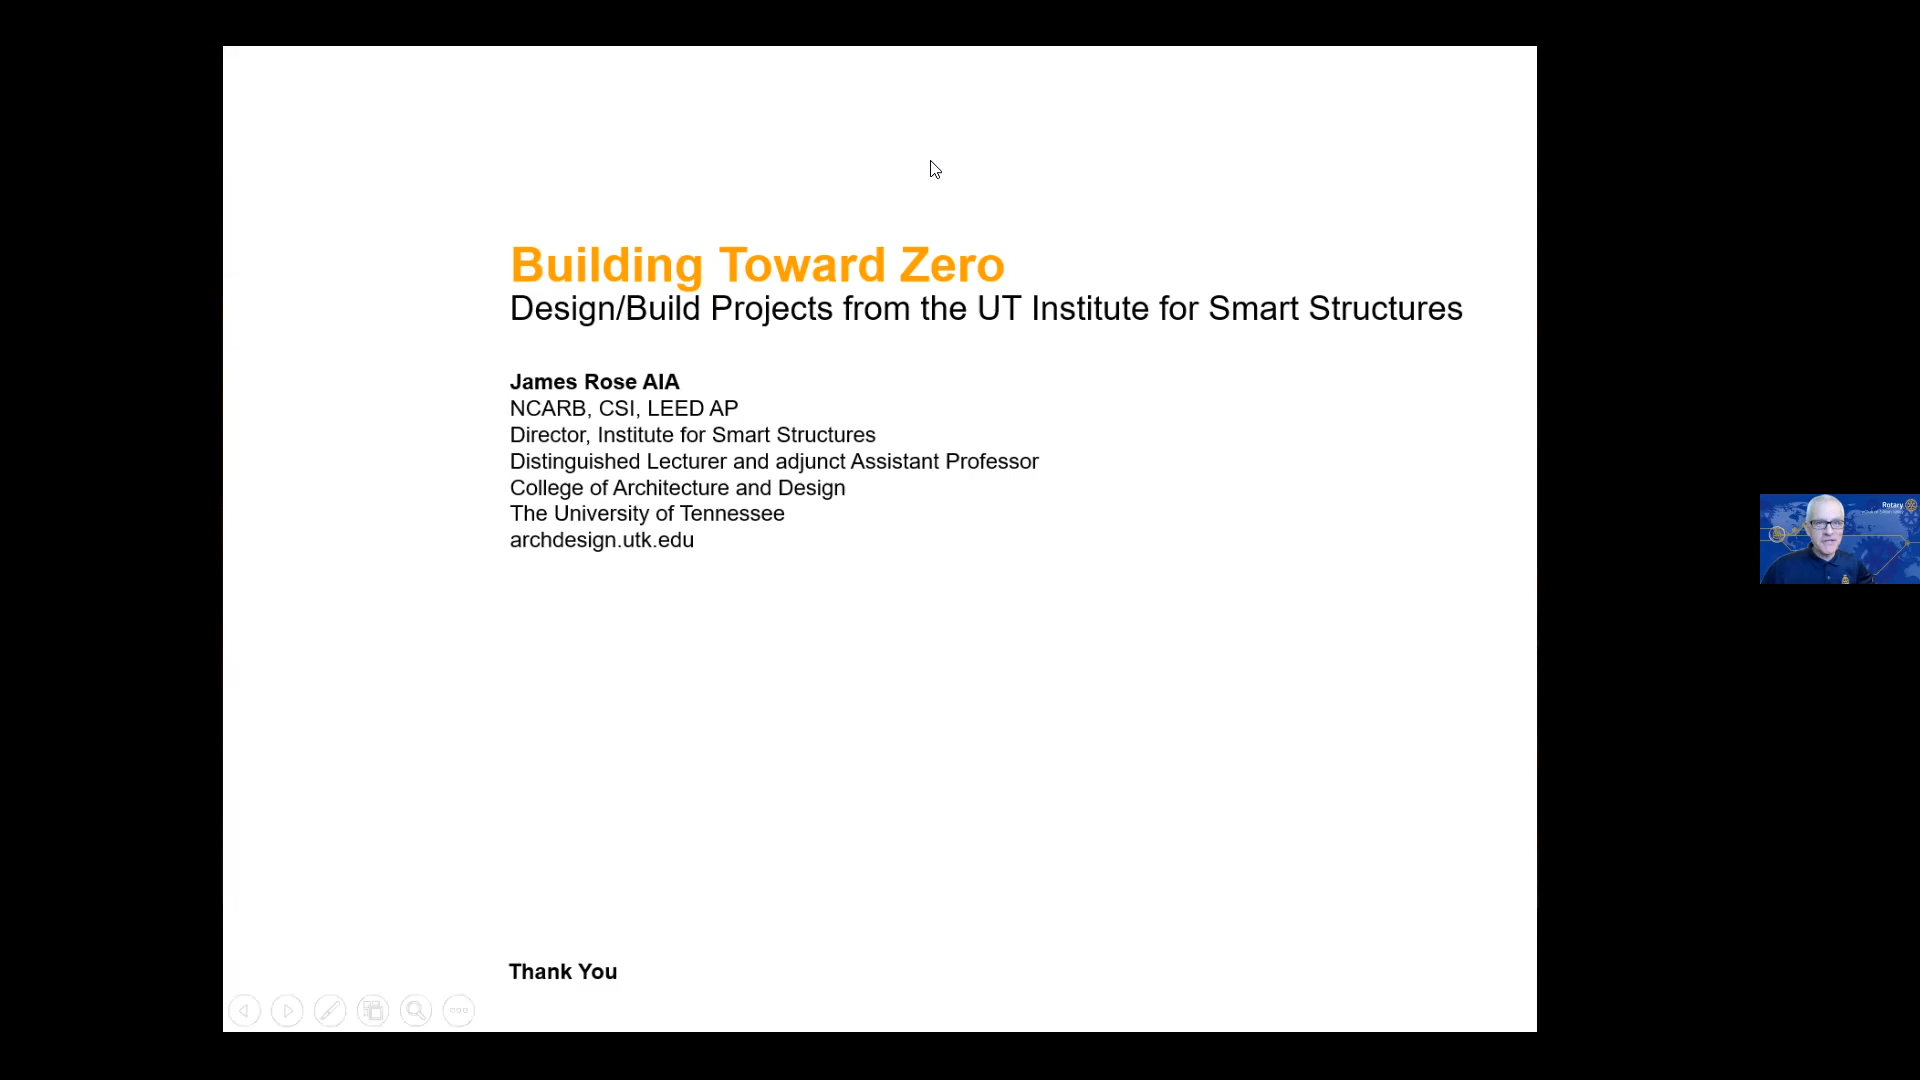 Building Toward Zero
Design/Build Projects from the UT Institute for Smart Structures
James Rose AIA
NCARB, CSI, LEED AP
Director, Institute for Smart Structures
Distinguished Lecturer and adjunct Assistant Professor
College of Architecture and Design
The University of Tennessee
archdesign.utk.edu
Rotary
Thank You